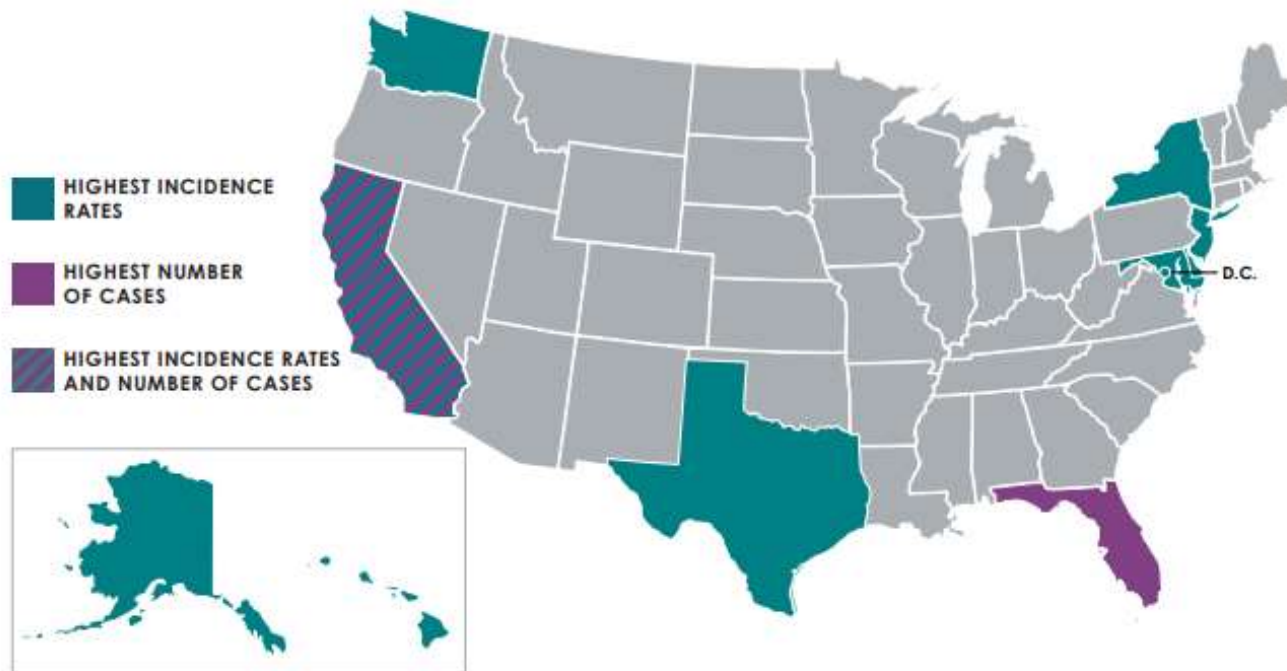 HIGHEST INCIDENCE
RATES
HIGHEST NUMBER
OF CASES
HIGHEST INCIDENCE RATES
AND NUMBER OF CASES
D.C.